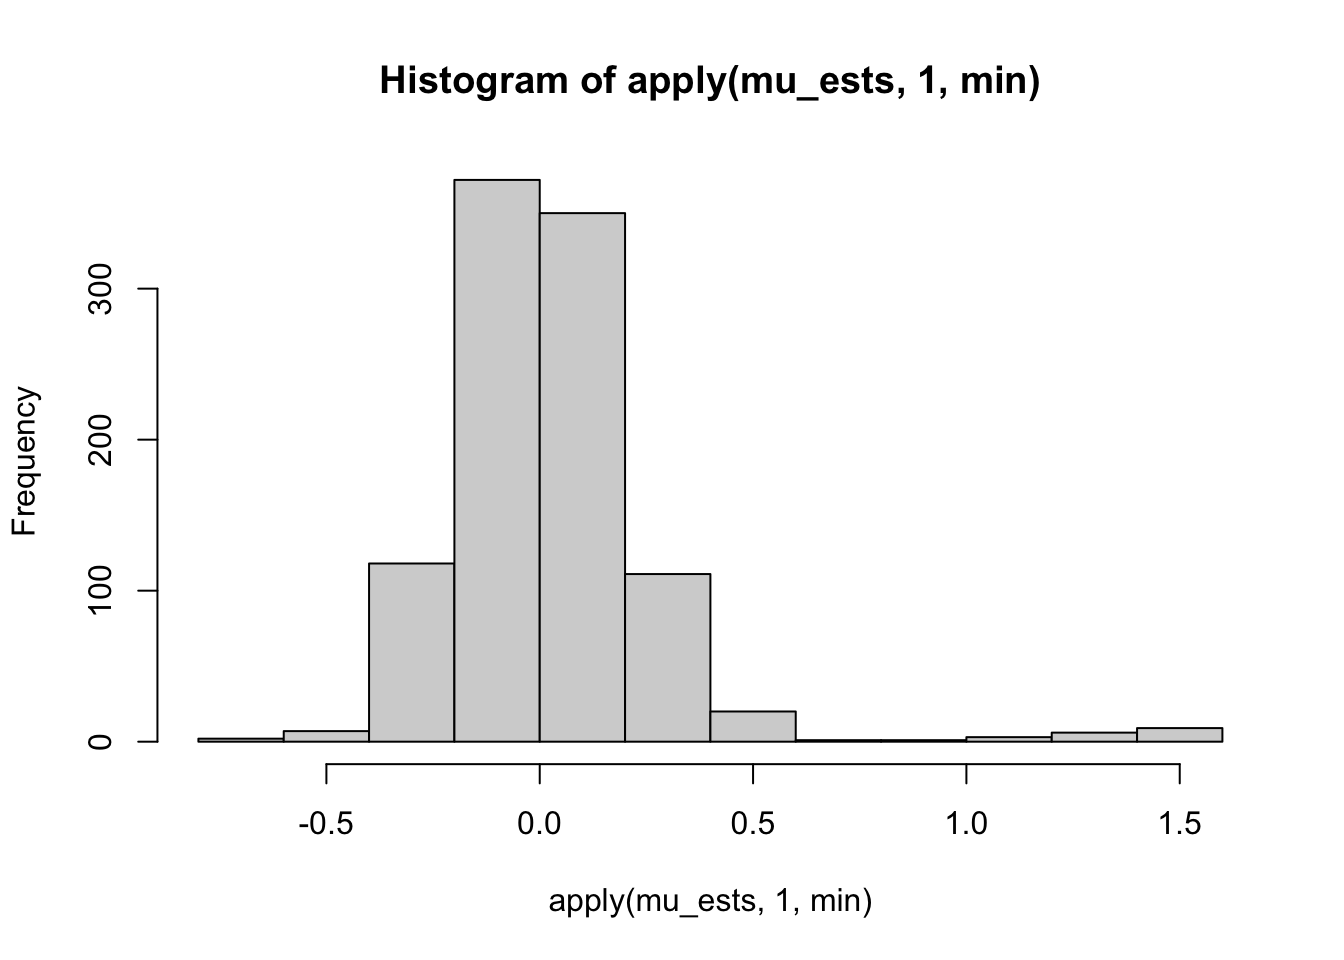 Histogram of apply(mu_ests, 1, min)
Frequency
300
200
100
0
-0.5 0.0 0.5 1.0 1.5
apply(mu_ests, 1, min)